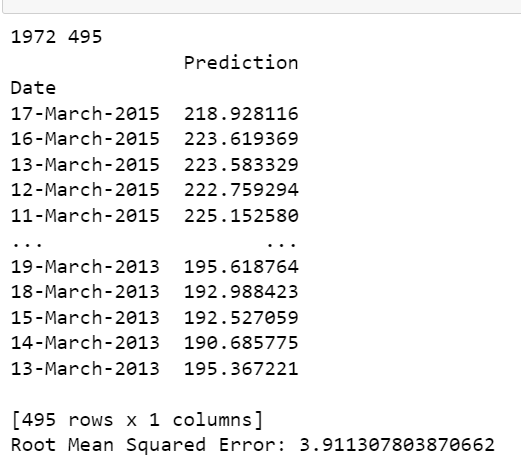 1972 495
Prediction
Date
17-March-2015 218.928116
16-March-2015 223.619369
13-March-2015 223.583329
12-March-2015 222.759294
11-March-2015 225.152580
... ...
19-March-2013 195.618764
18-March-2013 192.988423
15-March-2013 192.527059
14-March-2013 190.685775
13-March-2013 195.367221
[495 rows x 1 columns]
Root Mean Squared Error: 3.911307803870662